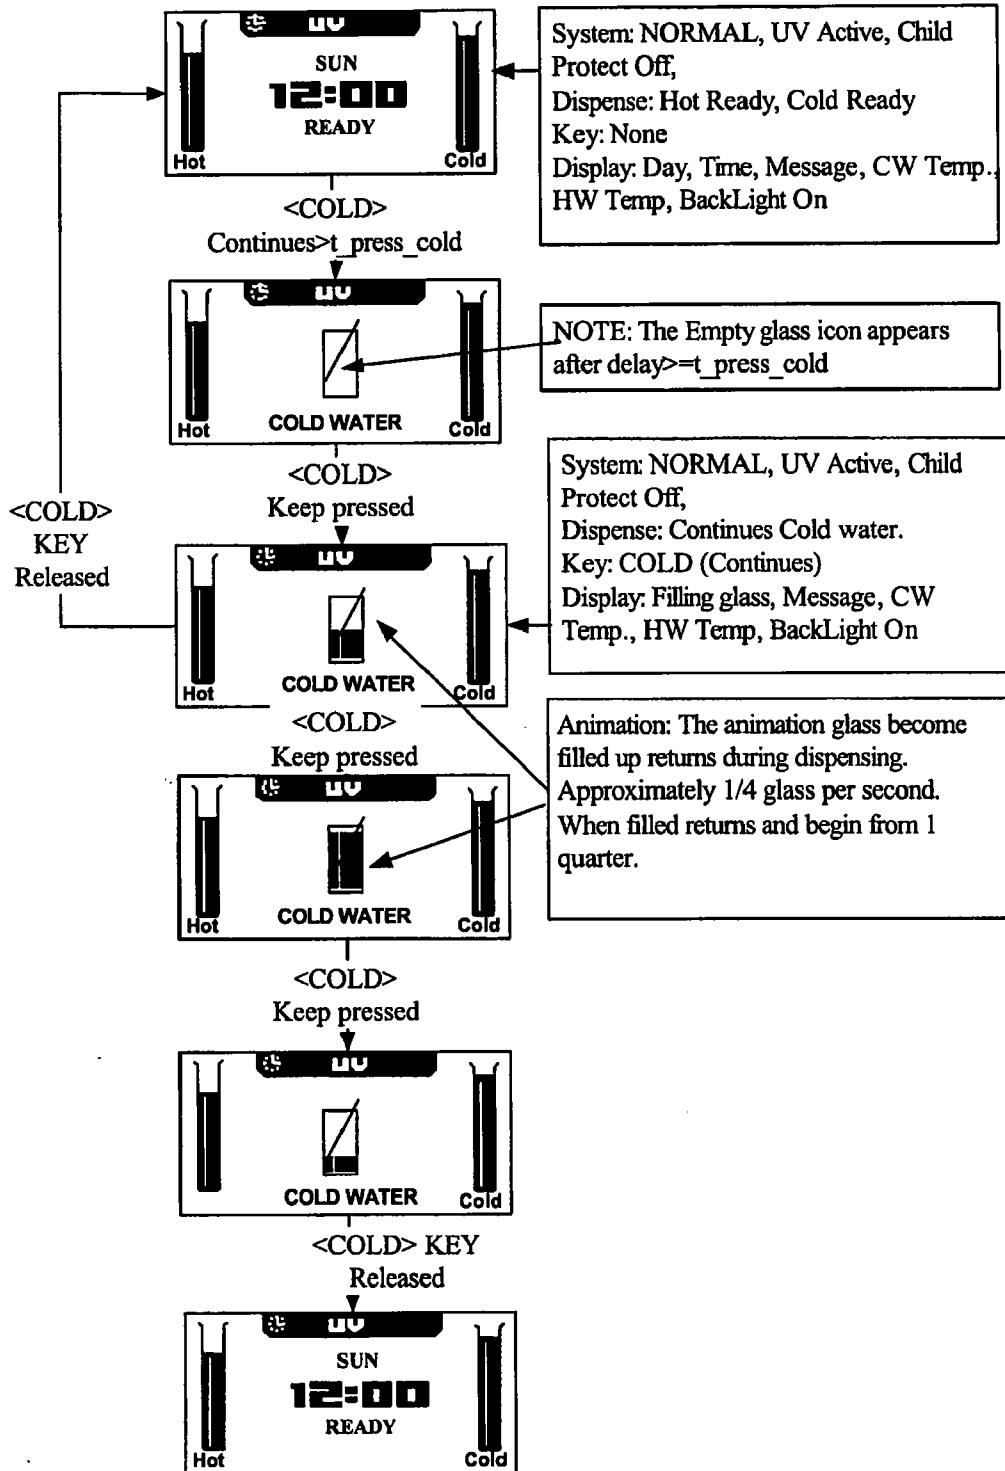 UV
SUN
12:00
READY
Hot
Cold
System: NORMAL, UV Active, Child
Protect Off,
Dispense: Hot Ready, Cold Ready
Key: None
Display: Day, Time, Message, CW Temp.,
HW Temp, BackLight On
<COLD>
Continues>t_press_cold
UV
COLD WATER
Hot
Cold
NOTE: The Empty glass icon appears
after delay>=t_press_cold
<COLD>
Keep pressed
<COLD>
KEY
Released
UV
COLD WATER
Hot
Cold
System: NORMAL, UV Active, Child
Protect Off,
Dispense: Continues Cold water.
Key: COLD (Continues)
Display: Filling glass, Message, CW
Temp., HW Temp, BackLight On
<COLD>
Keep pressed
Animation: The animation glass become
filled up returns during dispensing.
Approximately 1/4 glass per second.
When filled returns and begin from 1
quarter.
UV
COLD WATER
Hot
Cold
<COLD>
Keep pressed
UV
COLD WATER
Cold
<COLD> KEY
Released
UV
SUN
12:00
READY
Hot
Cold